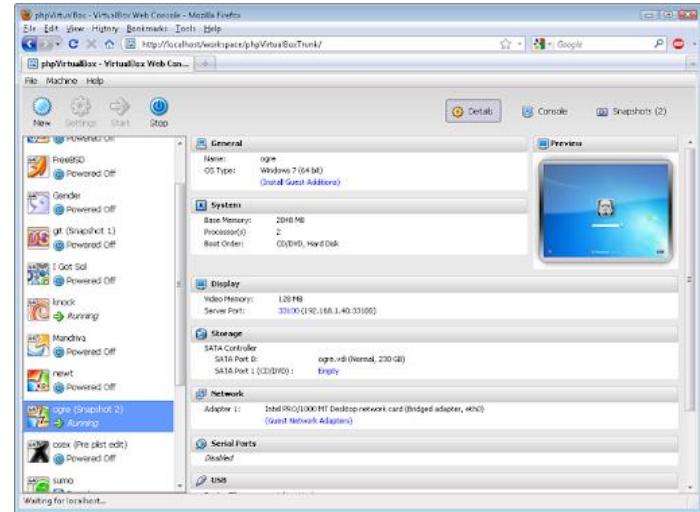 phpVirtualBox - VirtualBox Web Console - Mozilla Firefox
File Edit View History Bookmarks Tools Help
http://localhost/workspace/phpVirtualBoxTrunk/
Google
phpVirtualBox - VirtualBox Web Con...
File Machine Help
New Settings Start Stop
Details Console Snapshots (2)
Powered Off
FreeBSD
Powered Off
Gender
Powered Off
git (Snapshot 1)
Powered Off
I Got Sol
Powered Off
knock
Running
Mandriva
Powered Off
newt
Powered Off
ogre (Snapshot 2)
Running
osex (Pre plist edit)
Powered Off
sumo
General
Name: ogre
OS Type: Windows 7 (64 bit)
(Install Guest Additions)
System
Base Memory: 2048 MB
Processor(s) 2
Boot Order: CD/DVD, Hard Disk
Display
Video Memory: 128 MB
Server Port: 33100 (192.168.1.40:33100)
Storage
SATA Controller
SATA Port 0: ogre.vdi (Normal, 230 GB)
SATA Port 1 (CD/DVD) : Empty
Network
Adapter 1: Intel PRO/1000 MT Desktop network card (Bridged adapter, eth0)
(Guest Network Adapters)
Serial Ports
Disabled
USB
Preview
Waiting for localhost...